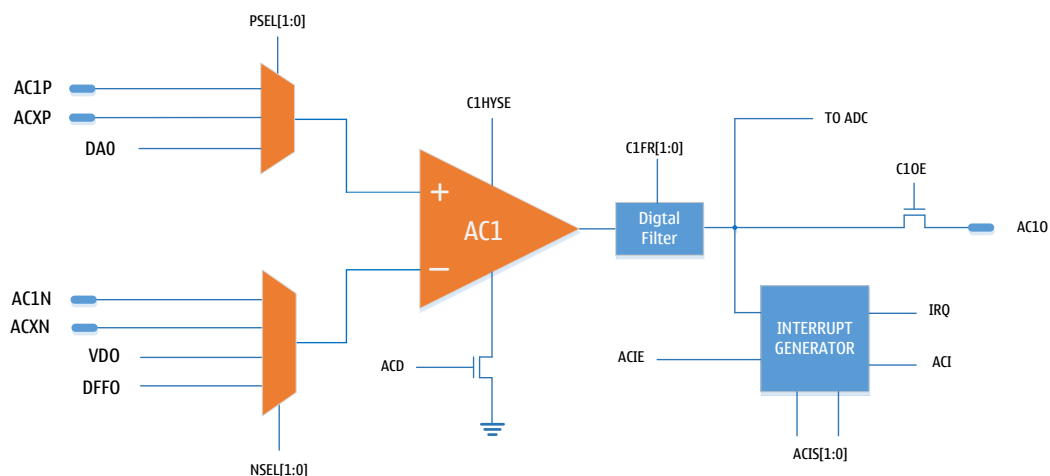 PSEL[1:0]
AC1P
ACXP
DAO
C1HYSE
TO ADC
C1FR[1:0]
C1OE
AC1
Digtal
Filter
AC1O
AC1N
ACXN
VDO
DFFO
ACD
INTERRUPT
GENERATOR
IRQ
ACIE
ACI
ACIS[1:0]
NSEL[1:0]